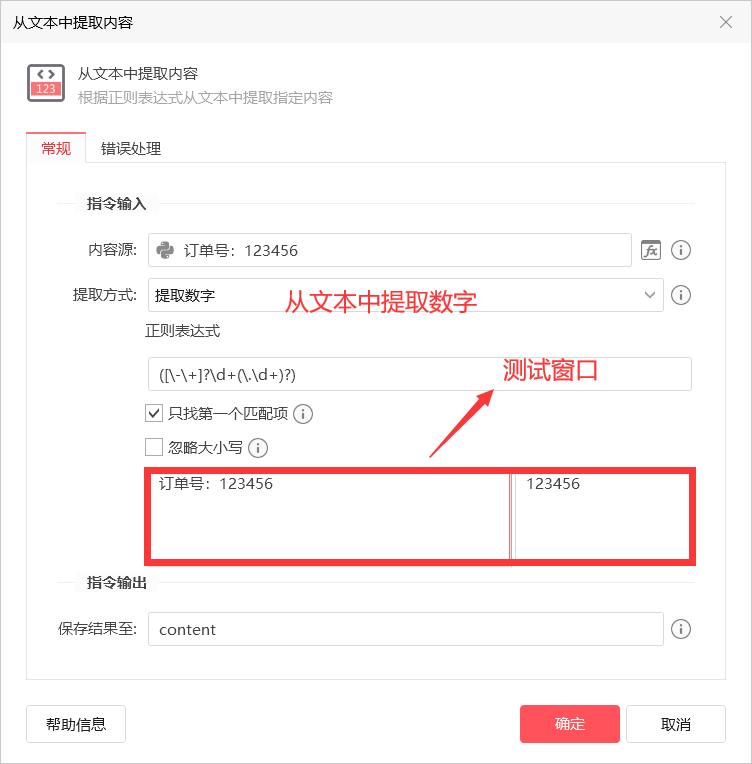 从文本中提取内容
123
从文本中提取内容
根据正则表达式从文本中提取指定内容
常规 错误处理
指令输入
内容源: 订单号：123456 fx
提取方式: 提取数字 从文本中提取数字
正则表达式
([\-\+]?\d+(\.\d+)?) 测试窗口
只找第一个匹配项
忽略大小写
订单号：123456 123456
指令输出
保存结果至: content
帮助信息 确定 取消